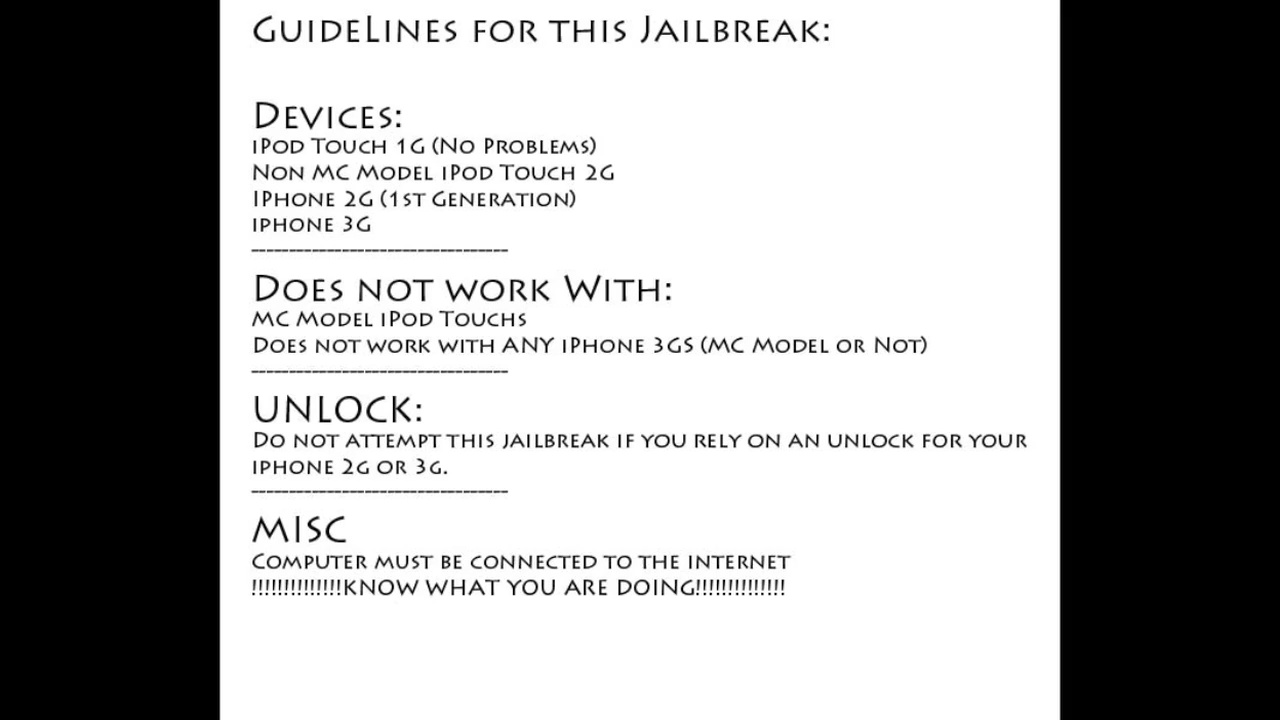 GuideLines for this Jailbreak:
Devices:
iPod Touch 1G (No Problems)
Non MC Model iPod Touch 2G
IPhone 2G (1st Generation)
iphone 3G
----------------------------------
Does not work With:
MC Model iPod Touchs
Does not work with ANY iPhone 3GS (MC Model or Not)
----------------------------------
UNLOCK:
Do not attempt this jailbreak if you rely on an unlock for your
iphone 2g or 3g.
----------------------------------
MISC
Computer must be connected to the internet
!!!!!!!!!!!!!!KNOW WHAT YOU ARE DOING!!!!!!!!!!!!!!